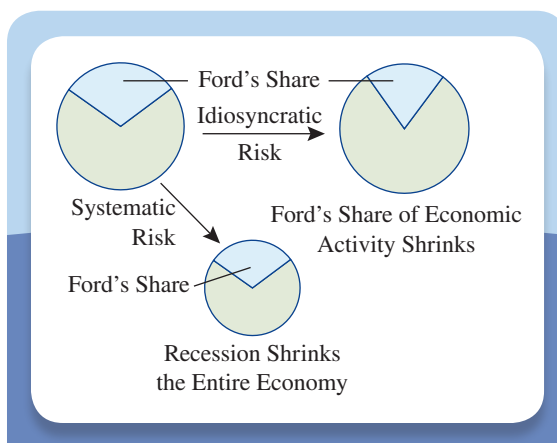 Ford's Share
Idiosyncratic
Risk
Systematic
Risk
Ford's Share of Economic
Activity Shrinks
Ford's Share
Recession Shrinks
the Entire Economy